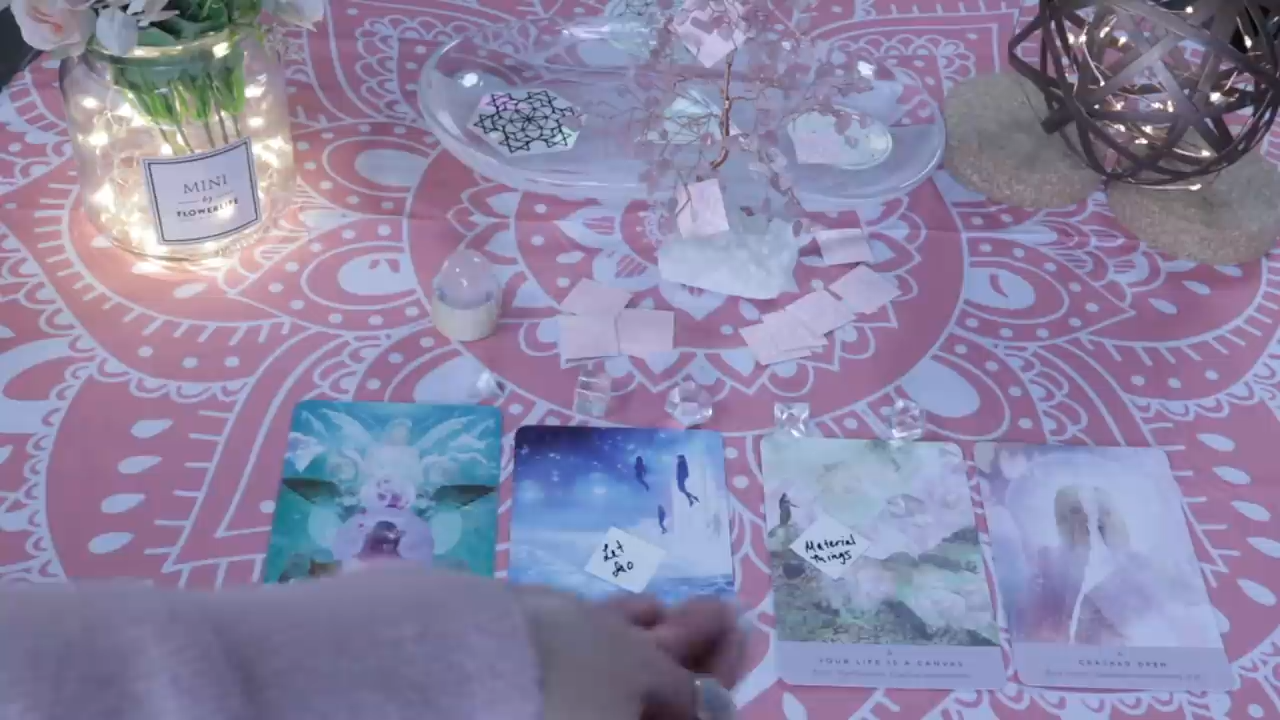 MINI
by
FLOWERLIFE
Let
Go
Material
Things
YOUR LIFE IS A CANVAS
CRACKED OPEN